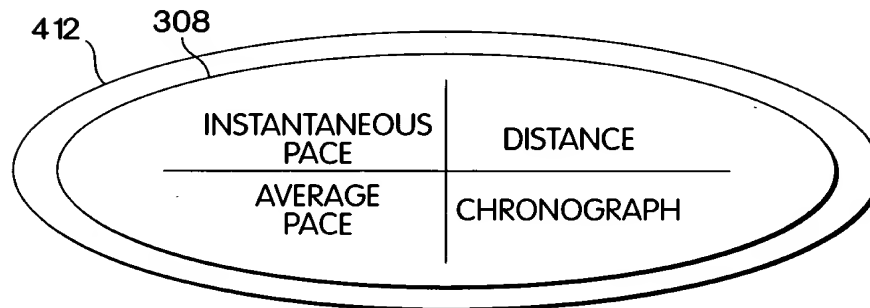 412
308
INSTANTANEOUS
PACE
DISTANCE
AVERAGE
PACE
CHRONOGRAPH